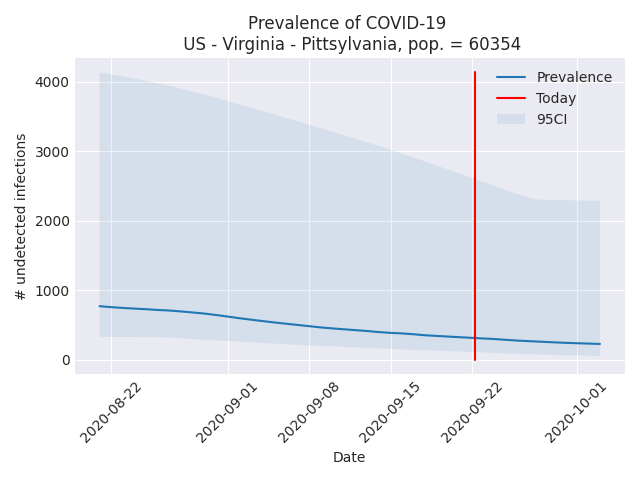 Prevalence of COVID-19
US - Virginia - Pittsylvania, pop. = 60354
Prevalence
Today
95CI
# undetected infections
4000
3000
2000
1000
0
2020-08-22
2020-09-01
2020-09-08
2020-09-15
2020-09-22
2020-10-01
Date